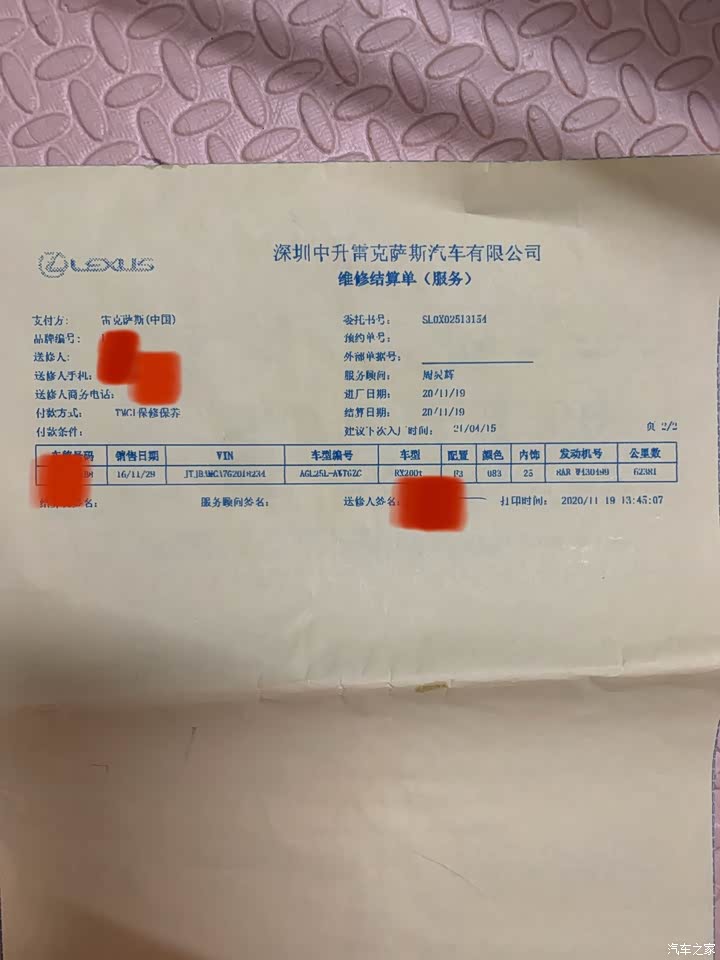 LEXUS
深圳中升雷克萨斯汽车有限公司
维修结算单（服务）
支付方： 雷克萨斯(中国) 委托书号： SLOX02513154
品牌编号： 预约单号：
送修人： 外部单据号：
送修人手机： 服务顾问：
送修人商务电话： 进厂日期： 20/11/19
付款方式： 保修保养 结算日期： 20/11/19
付款条件： 建议下次入厂时间： 21/04/15 页 2/2
销售日期 VIN 车型编号 车型 配置 颜色 内饰 发动机号 公里数
16/11/29 RX200t 083 25 62381
服务顾问签名： 送修人签名： 打印时间： 2020/11/19 13:45:07
汽车之家